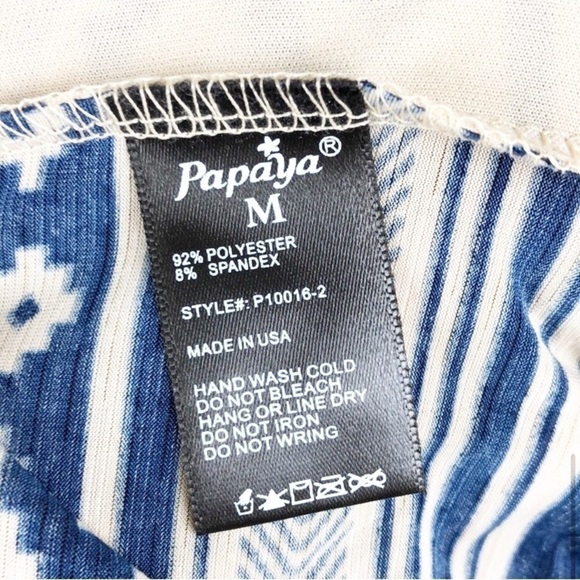 Papaya®
M
92% POLYESTER
8% SPANDEX
STYLE#: P10016-2
MADE IN USA
HAND WASH COLD
DO NOT BLEACH
HANG OR LINE DRY
DO NOT IRON
DO NOT WRING